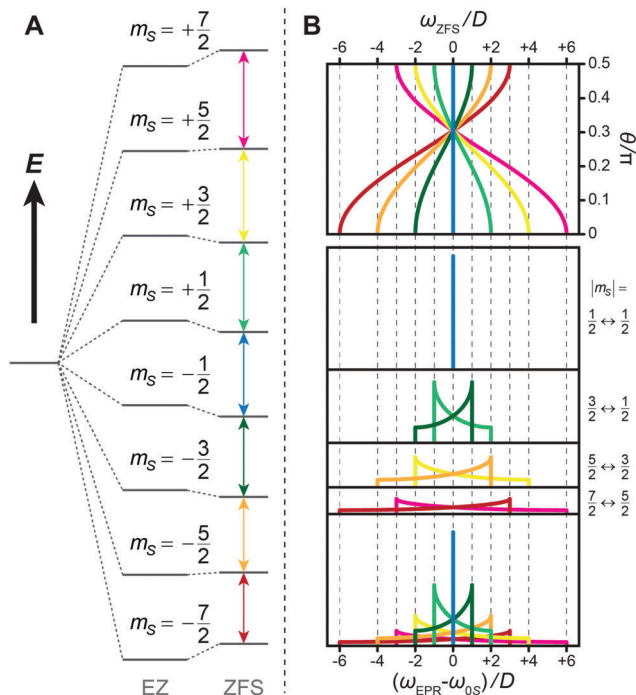 A
E
m_S = +7/2
m_S = +5/2
m_S = +3/2
m_S = +1/2
m_S = −1/2
m_S = −3/2
m_S = −5/2
m_S = −7/2
EZ ZFS
B
ω_ZFS/D
-6 -4 -2 0 +2 +4 +6
0.5
0.4
0.3
0.2
0.1
0
θ/π
|m_S| =
1/2 ↔ 1/2
3/2 ↔ 1/2
5/2 ↔ 3/2
7/2 ↔ 5/2
-6 -4 -2 0 +2 +4 +6
(ω_EPR-ω_0S)/D